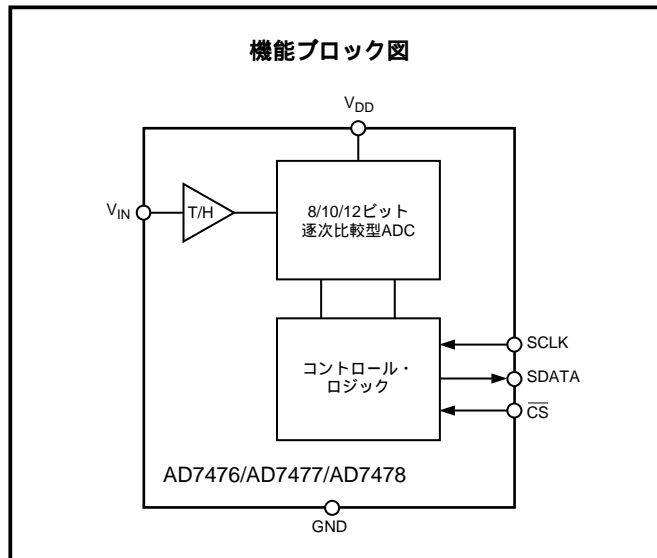 機能ブロック図
VDD
VIN
T/H
8/10/12ビット
逐次比較型ADC
コントロール・
ロジック
SCLK
SDATA
CS
AD7476/AD7477/AD7478
GND